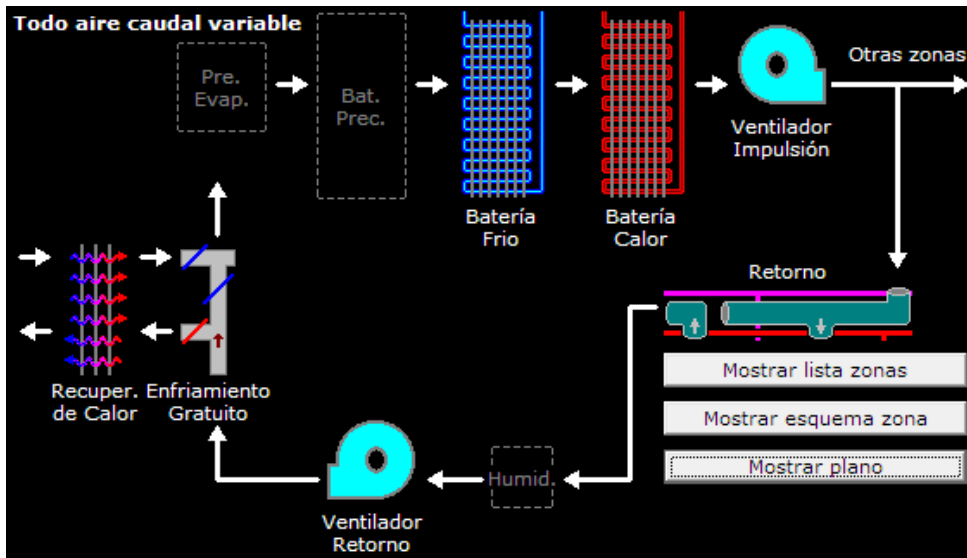 Todo aire caudal variable
Pre.
Evap.
Bat.
Prec.
Batería
Frio
Batería
Calor
Ventilador
Impulsión
Otras zonas
Retorno
Recuper.
de Calor
Enfriamiento
Gratuito
Ventilador
Retorno
Humid.
Mostrar lista zonas
Mostrar esquema zona
Mostrar plano